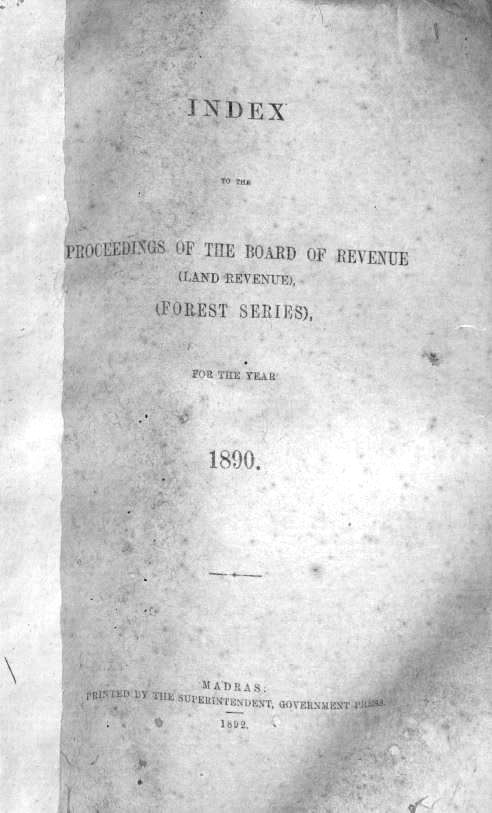 INDEX
TO THE
PROCEEDINGS OF THE BOARD OF REVENUE
(LAND REVENUE),
(FOREST SERIES),
FOR THE YEAR
1890.
MADRAS:
PRINTED BY THE SUPERINTENDENT, GOVERNMENT PRESS.
1892.